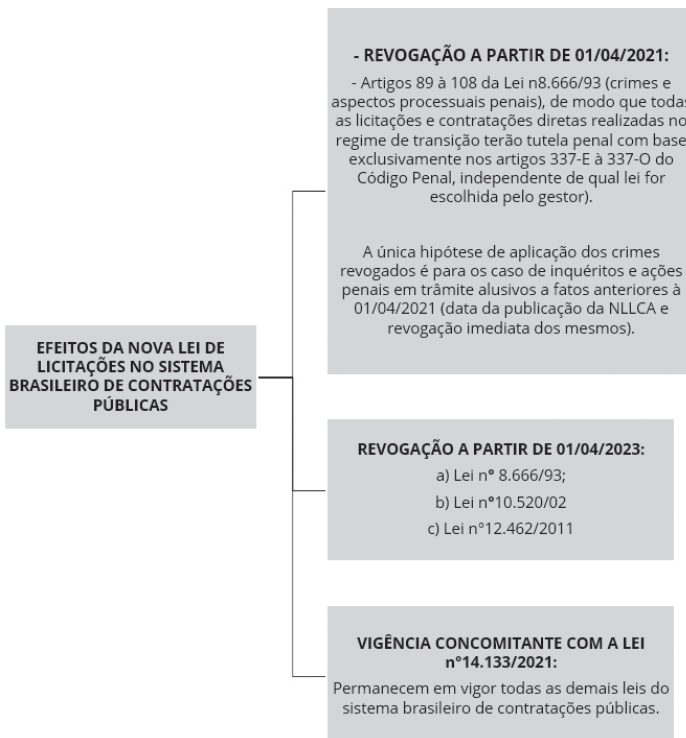 - REVOGAÇÃO A PARTIR DE 01/04/2021:
- Artigos 89 à 108 da Lei n8.666/93 (crimes e
aspectos processuais penais), de modo que todas
as licitações e contratações diretas realizadas no
regime de transição terão tutela penal com base
exclusivamente nos artigos 337-E à 337-O do
Código Penal, independente de qual lei for
escolhida pelo gestor).
A única hipótese de aplicação dos crimes
revogados é para os caso de inquéritos e ações
penais em trâmite alusivos a fatos anteriores à
01/04/2021 (data da publicação da NLLCA e
revogação imediata dos mesmos).
EFEITOS DA NOVA LEI DE
LICITAÇÕES NO SISTEMA
BRASILEIRO DE CONTRATAÇÕES
PÚBLICAS
REVOGAÇÃO A PARTIR DE 01/04/2023:
a) Lei n° 8.666/93;
b) Lei n°10.520/02
c) Lei n°12.462/2011
VIGÊNCIA CONCOMITANTE COM A LEI
n°14.133/2021:
Permanecem em vigor todas as demais leis do
sistema brasileiro de contratações públicas.